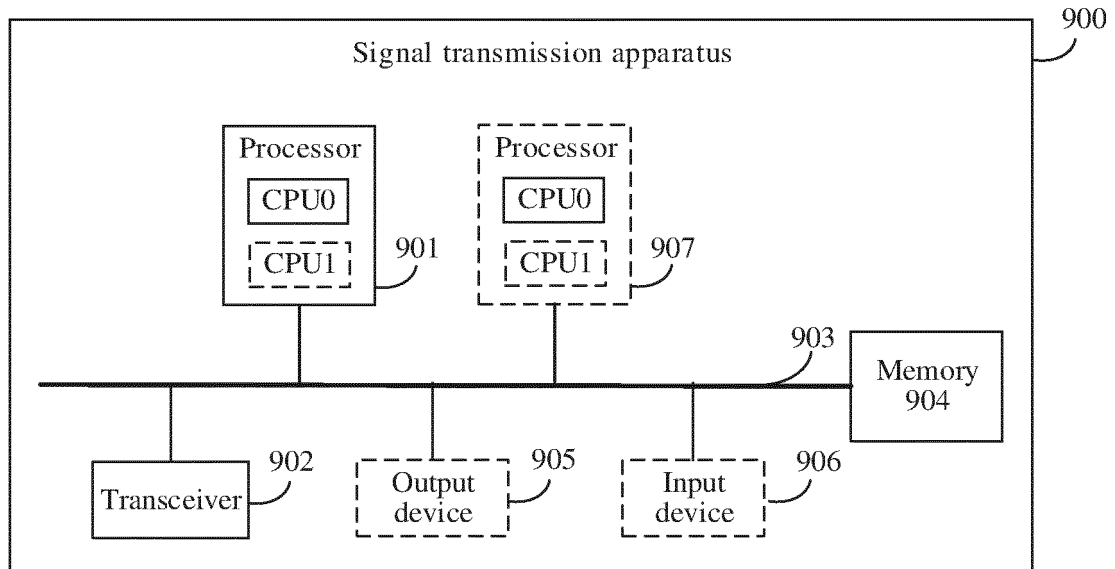 900
Signal transmission apparatus
Processor
CPU0
CPU1
901
Processor
CPU0
CPU1
907
903
Memory
904
Transceiver
902
Output
device
905
Input
device
906